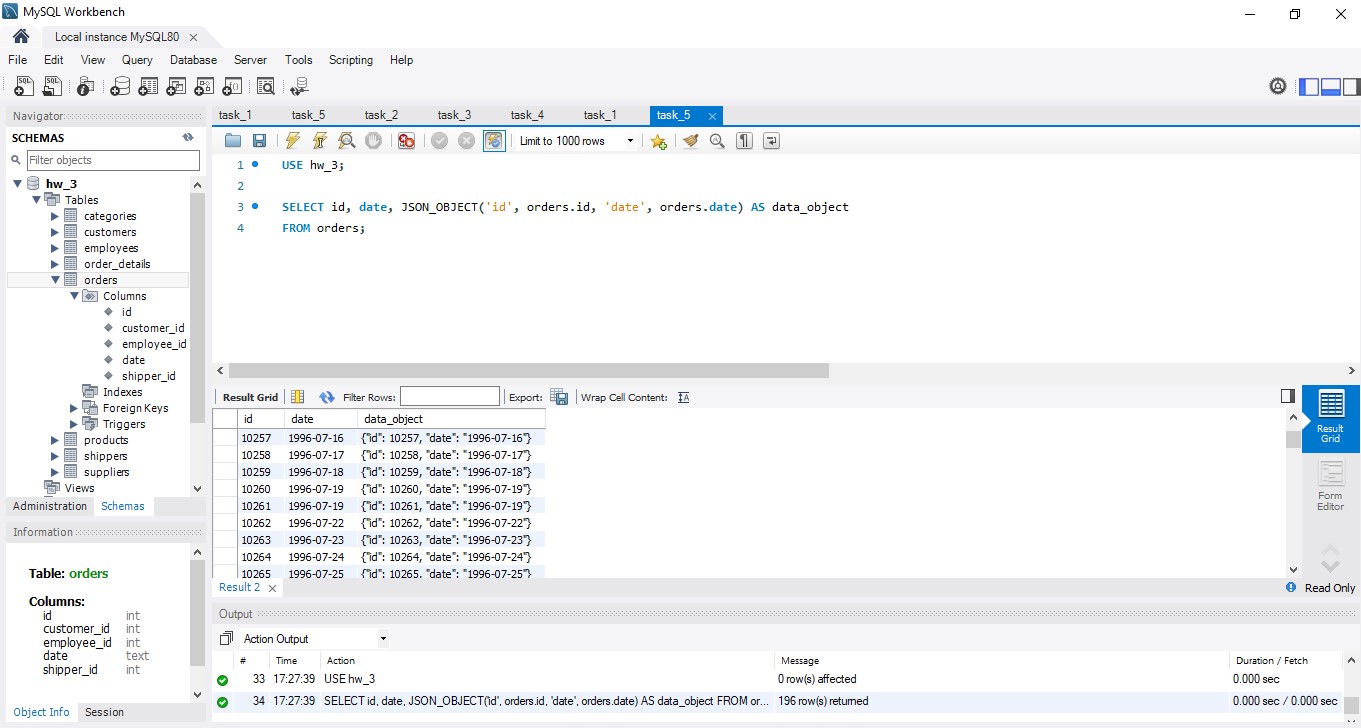 MySQL Workbench
Local instance MySQL80
File Edit View Query Database Server Tools Scripting Help
Navigator
SCHEMAS
Filter objects
hw_3
Tables
categories
customers
employees
order_details
orders
Columns
id
customer_id
employee_id
date
shipper_id
Indexes
Foreign Keys
Triggers
products
shippers
suppliers
Views
Administration Schemas
Information
Table: orders
Columns:
id int
customer_id int
employee_id int
date text
shipper_id int
Object Info Session
task_1 task_5 task_2 task_3 task_4 task_1 task_5
Limit to 1000 rows
1 USE hw_3;
2
3 SELECT id, date, JSON_OBJECT('id', orders.id, 'date', orders.date) AS data_object
4 FROM orders;
Result Grid Filter Rows: Export: Wrap Cell Content:
id date data_object
10257 1996-07-16 {"id": 10257, "date": "1996-07-16"}
10258 1996-07-17 {"id": 10258, "date": "1996-07-17"}
10259 1996-07-18 {"id": 10259, "date": "1996-07-18"}
10260 1996-07-19 {"id": 10260, "date": "1996-07-19"}
10261 1996-07-19 {"id": 10261, "date": "1996-07-19"}
10262 1996-07-22 {"id": 10262, "date": "1996-07-22"}
10263 1996-07-23 {"id": 10263, "date": "1996-07-23"}
10264 1996-07-24 {"id": 10264, "date": "1996-07-24"}
10265 1996-07-25 {"id": 10265, "date": "1996-07-25"}
Result Grid
Form Editor
Result 2
Read Only
Output
Action Output
# Time Action Message Duration / Fetch
33 17:27:39 USE hw_3 0 row(s) affected 0.000 sec
34 17:27:39 SELECT id, date, JSON_OBJECT('id', orders.id, 'date', orders.date) AS data_object FROM or... 196 row(s) returned 0.000 sec / 0.000 sec